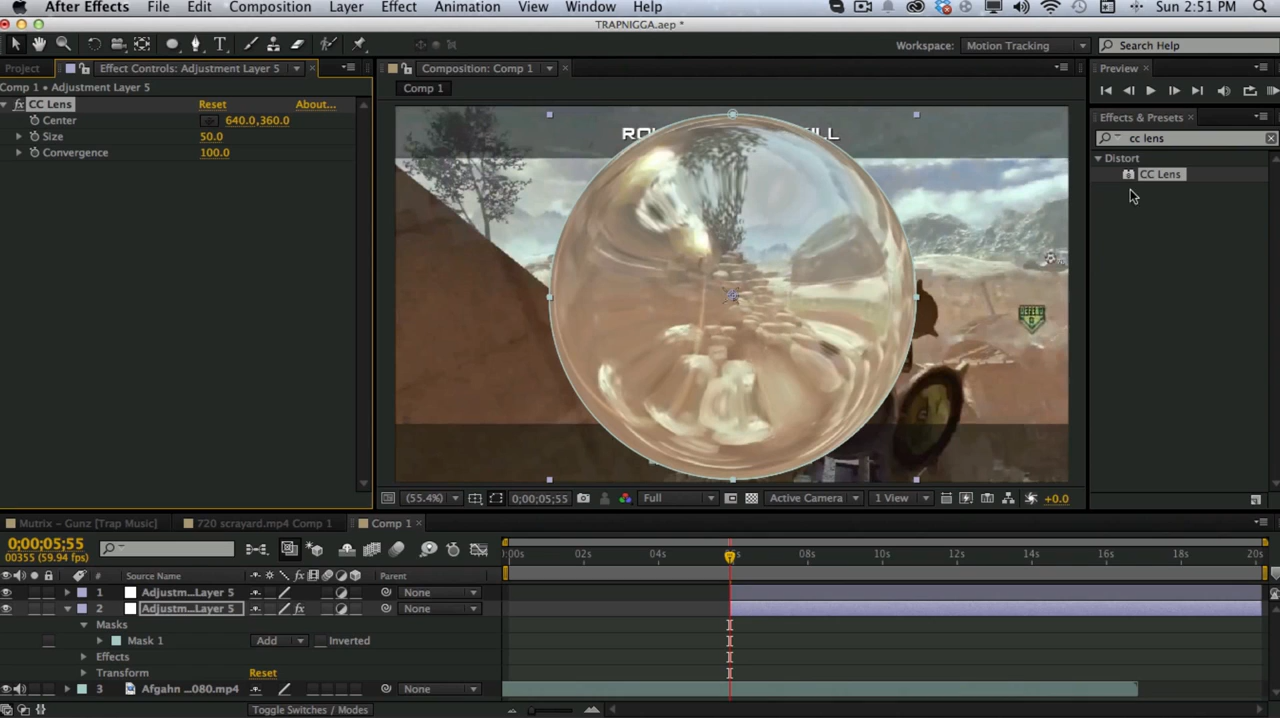 After Effects File Edit Composition Layer Effect Animation View Window Help Sun 2:51 PM
TRAPNIGGA.aep *
Workspace: Motion Tracking Search Help
Project Effect Controls: Adjustment Layer 5 Composition: Comp 1 Preview
Comp 1 • Adjustment Layer 5 Comp 1
fx CC Lens Reset About...
Center 640.0,360.0
Size 50.0
Convergence 100.0
Effects & Presets
cc lens
Distort
CC Lens
(55.4%) 0;00;05;55 Full Active Camera 1 View +0.0
Mutrix - Gunz [Trap Music] 720 scrayard.mp4 Comp 1 Comp 1
0;00;05;55
00355 (59.94 fps)
0:00s 02s 04s 08s 10s 12s 14s 16s 18s 20s
# Source Name fx Parent
1 Adjustm...Layer 5 None
2 Adjustm...Layer 5 fx None
Masks
Mask 1 Add Inverted
Effects
Transform Reset
3 Afgahn ...080.mp4 None
Toggle Switches / Modes